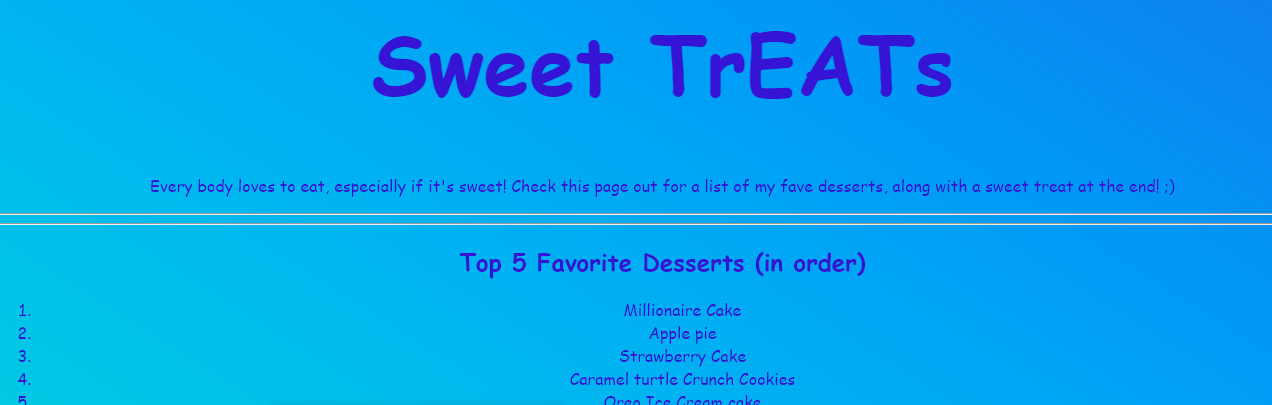 Sweet TrEATs
Every body loves to eat, especially if it's sweet! Check this page out for a list of my fave desserts, along with a sweet treat at the end! ;)
Top 5 Favorite Desserts (in order)
1. Millionaire Cake
2. Apple pie
3. Strawberry Cake
4. Caramel turtle Crunch Cookies
5. Oreo Ice Cream cake